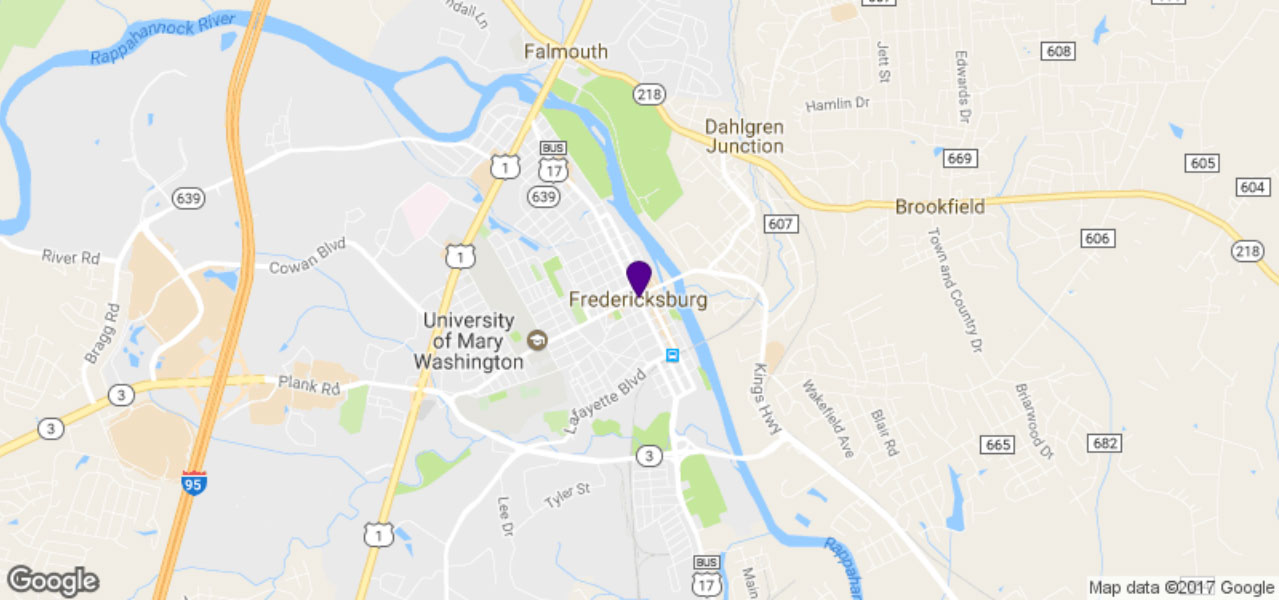 Rappahannock River
ndall Ln
Falmouth
607
608
Jett St
Edwards Dr
218
Hamlin Dr
Dahlgren
Junction
BUS
17
1
669
605
639
639
604
Brookfield
607
606
218
River Rd
Cowan Blvd
1
Town and Country Dr
Fredericksburg
University
of Mary
Washington
Bragg Rd
Plank Rd
3
3
Lafayette Blvd
Kings Hwy
Wakefield Ave
Blair Rd
Briarwood Dr
665
682
3
95
Lee Dr
Tyler St
1
BUS
17
Main
Rappahan
Google
Map data ©2017 Google